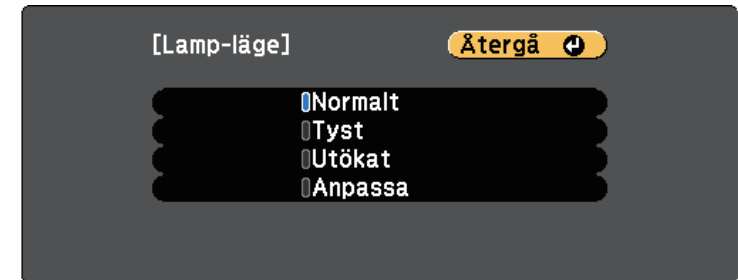 [Lamp-läge] Återgå
Normalt
Tyst
Utökat
Anpassa